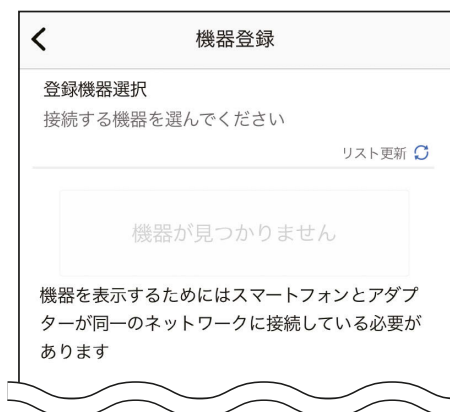 機器登録
登録機器選択
接続する機器を選んでください
リスト更新
機器が見つかりません
機器を表示するためにはスマートフォンとアダプ
ターが同一のネットワークに接続している必要が
あります